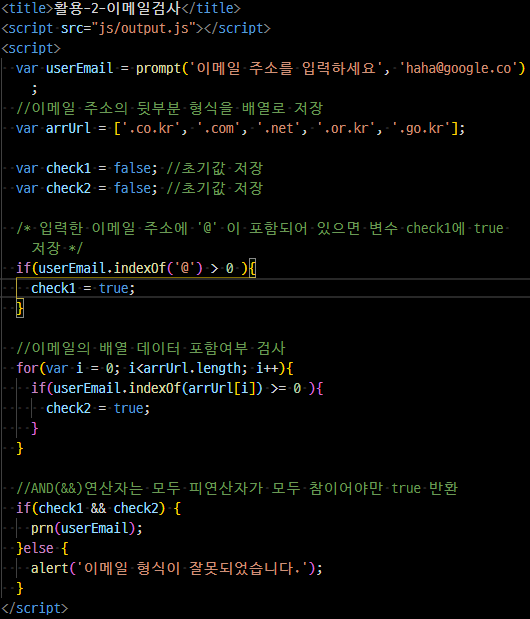 <title>활용-2-이메일검사</title>
<script src="js/output.js"></script>
<script>
var userEmail = prompt('이메일 주소를 입력하세요', 'haha@google.co')
;
//이메일 주소의 뒷부분 형식을 배열로 저장
var arrUrl = ['.co.kr', '.com', '.net', '.or.kr', '.go.kr'];
var check1 = false; //초기값 저장
var check2 = false; //초기값 저장
/* 입력한 이메일 주소에 '@' 이 포함되어 있으면 변수 check1에 true
저장 */
if(userEmail.indexOf('@') > 0 ){
check1 = true;
}
//이메일의 배열 데이터 포함여부 검사
for(var i = 0; i<arrUrl.length; i++){
if(userEmail.indexOf(arrUrl[i]) >= 0 ){
check2 = true;
}
}
//AND(&&)연산자는 모두 피연산자가 모두 참이어야만 true 반환
if(check1 && check2) {
prn(userEmail);
}else {
alert('이메일 형식이 잘못되었습니다.');
}
</script>